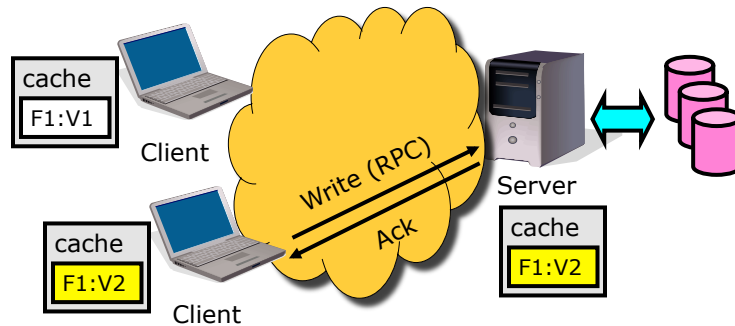 cache
F1:V1
Client
Write (RPC)
Ack
Server
cache
F1:V2
Client
cache
F1:V2